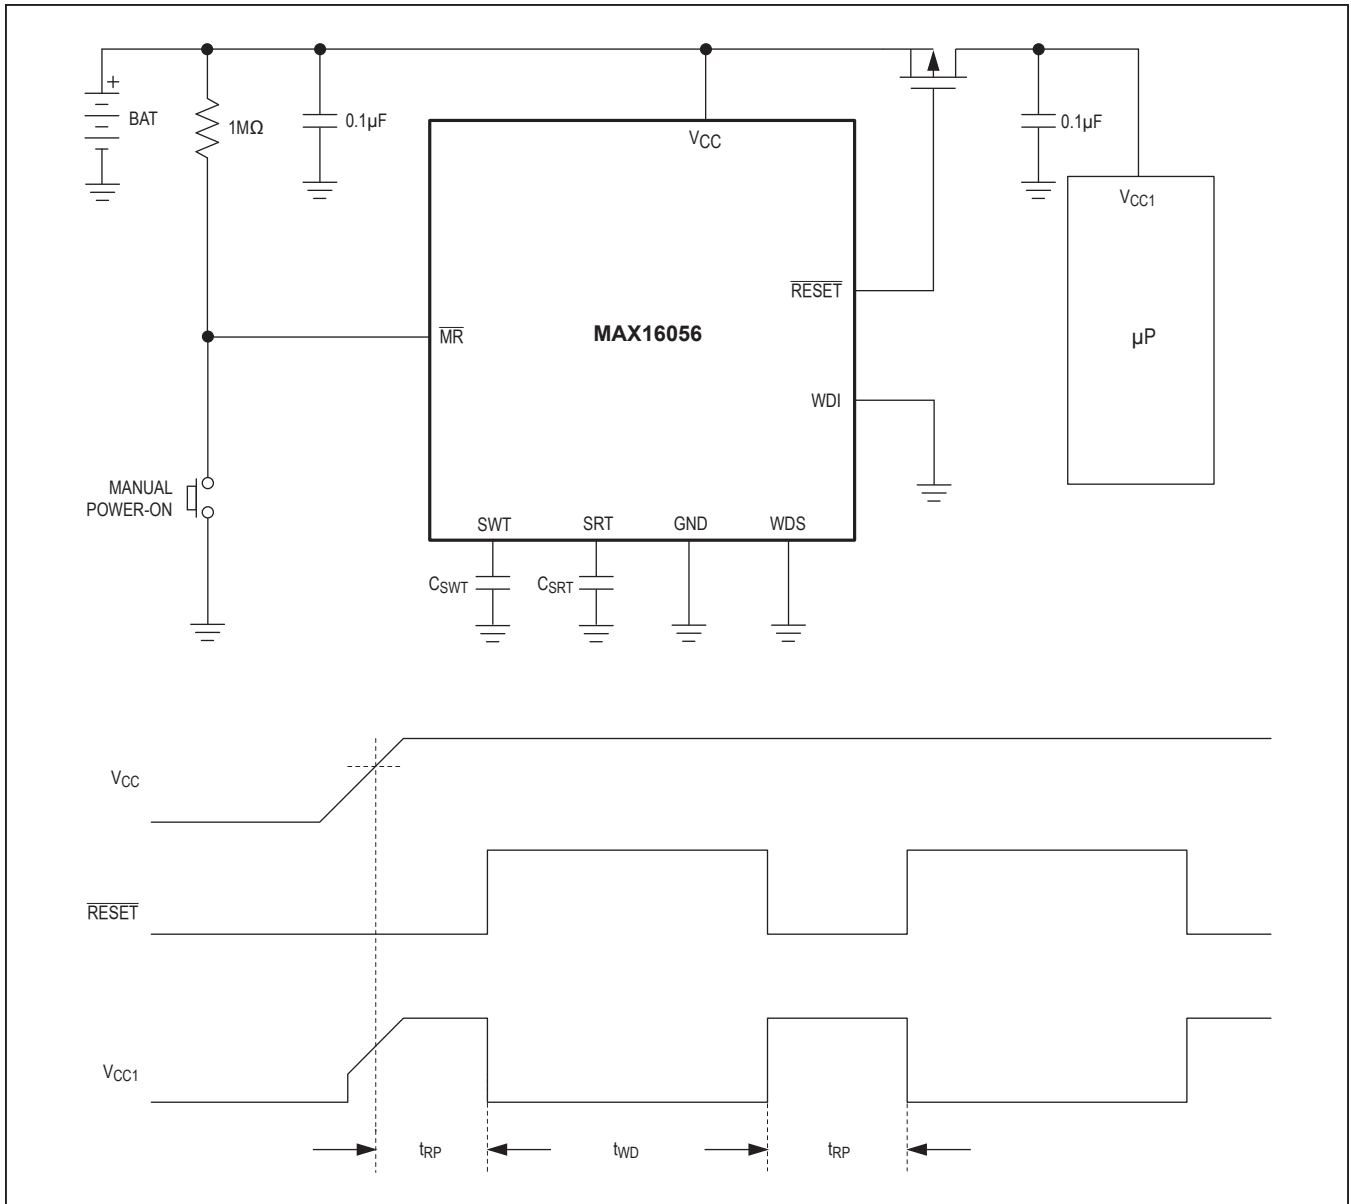 +
BAT
1MΩ
0.1µF
VCC
0.1µF
VCC1
RESET
MR
MAX16056
µP
WDI
MANUAL
POWER-ON
SWT
SRT
GND
WDS
CSWT
CSRT
VCC
RESET
VCC1
tRP
tWD
tRP